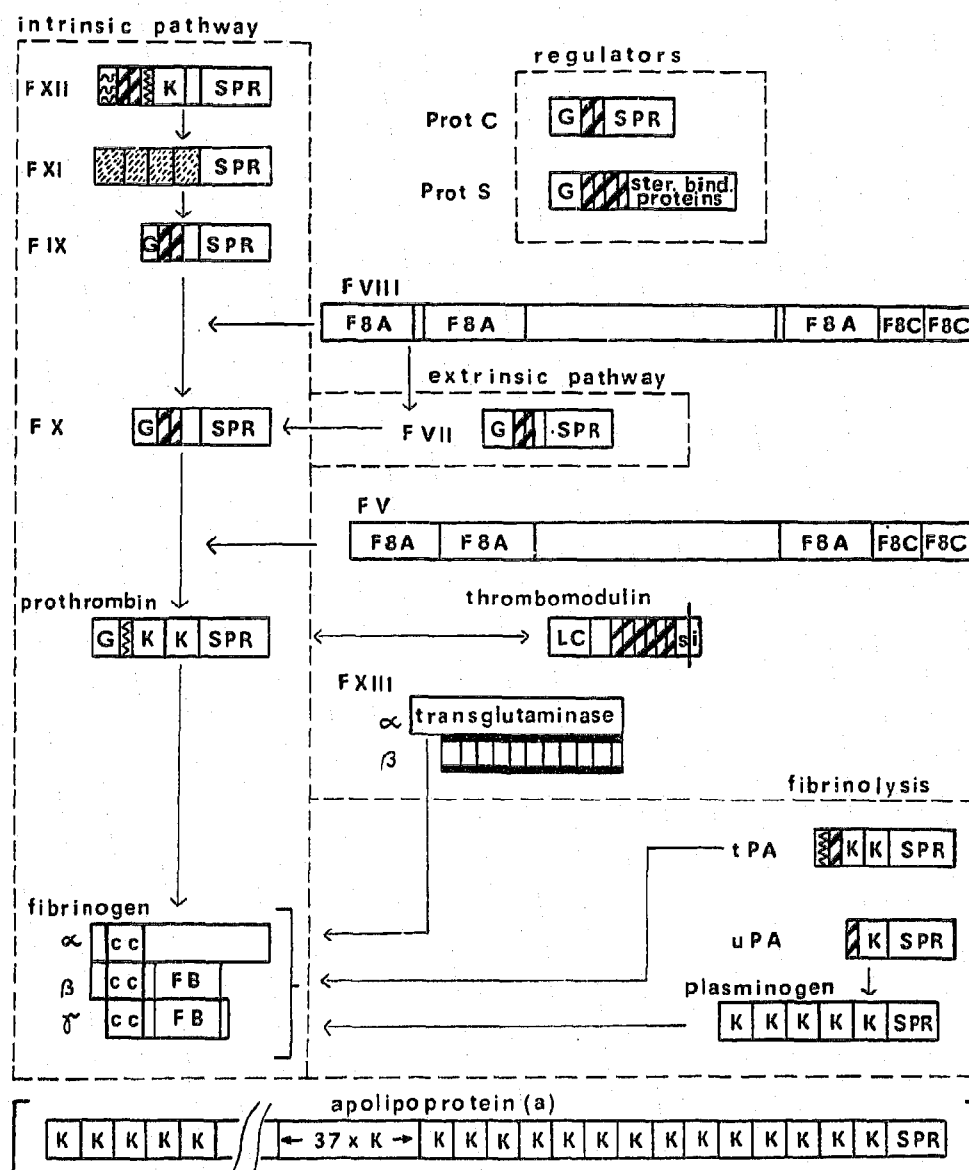 intrinsic pathway
FXII K SPR
FXI SPR
FIX G SPR
regulators
Prot C G SPR
Prot S G ster. bind. proteins
FVIII
F8A F8A F8A F8C F8C
extrinsic pathway
FX G SPR
FVII G SPR
FV
F8A F8A F8A F8C F8C
prothrombin
G K K SPR
thrombomodulin
LC si
FXIII
α transglutaminase
β
fibrinolysis
tPA K K SPR
uPA K SPR
plasminogen
K K K K K SPR
fibrinogen
α cc
β cc FB
γ cc FB
apolipoprotein (a)
K K K K K ← 37 x K → K K K K K K K K K K K K K K SPR